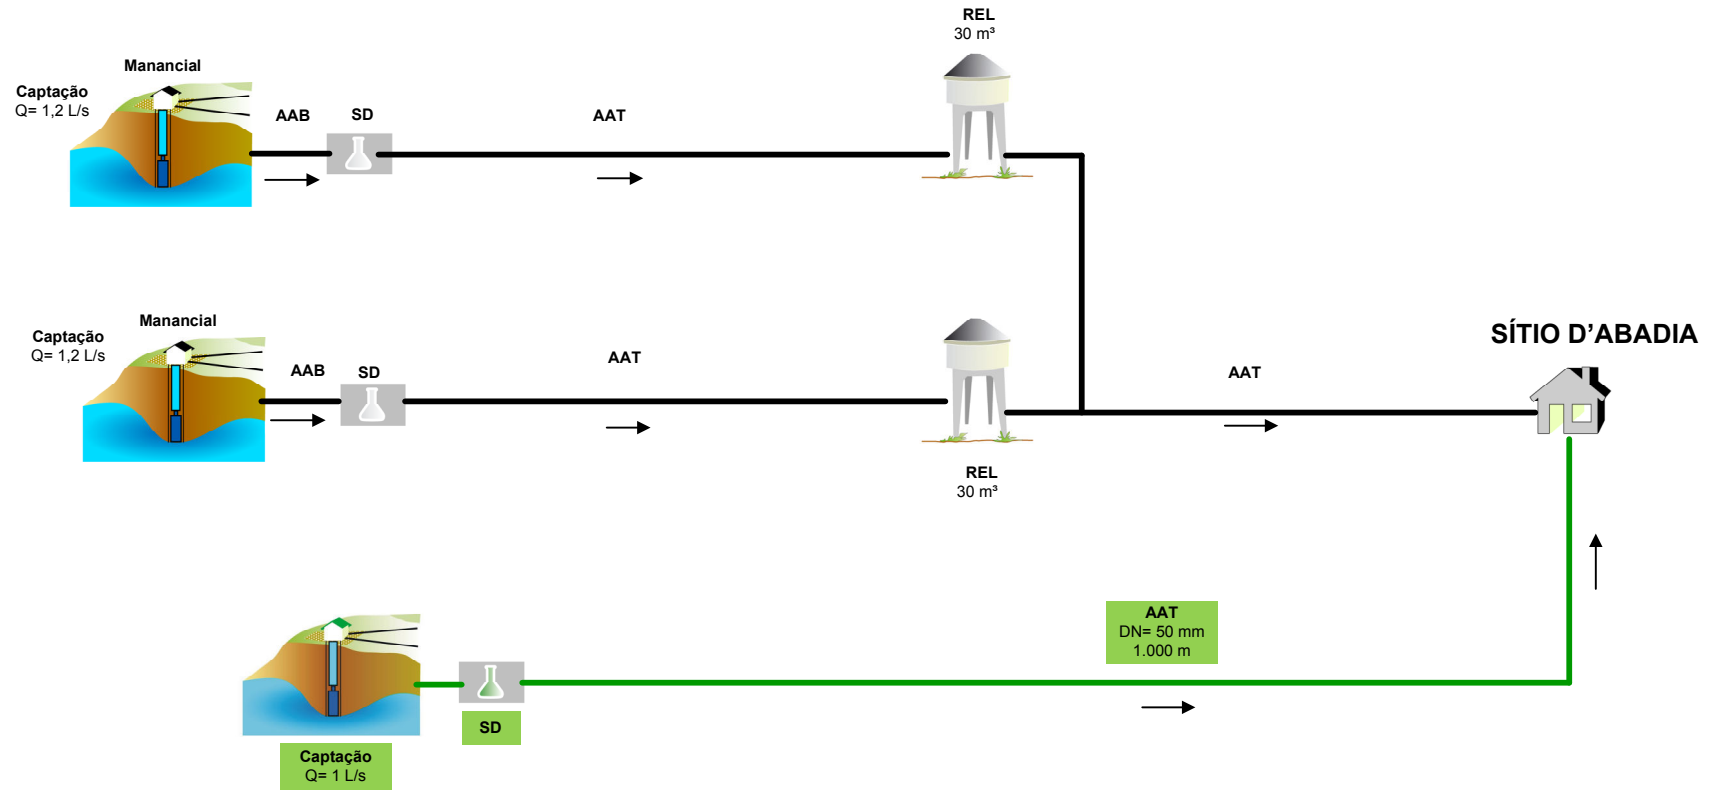 REL
30 m³
Manancial
Captação
Q= 1,2 L/s
AAB
SD
AAT
Manancial
Captação
Q= 1,2 L/s
AAB
SD
AAT
REL
30 m³
AAT
SÍTIO D'ABADIA
AAT
DN= 50 mm
1.000 m
SD
Captação
Q= 1 L/s